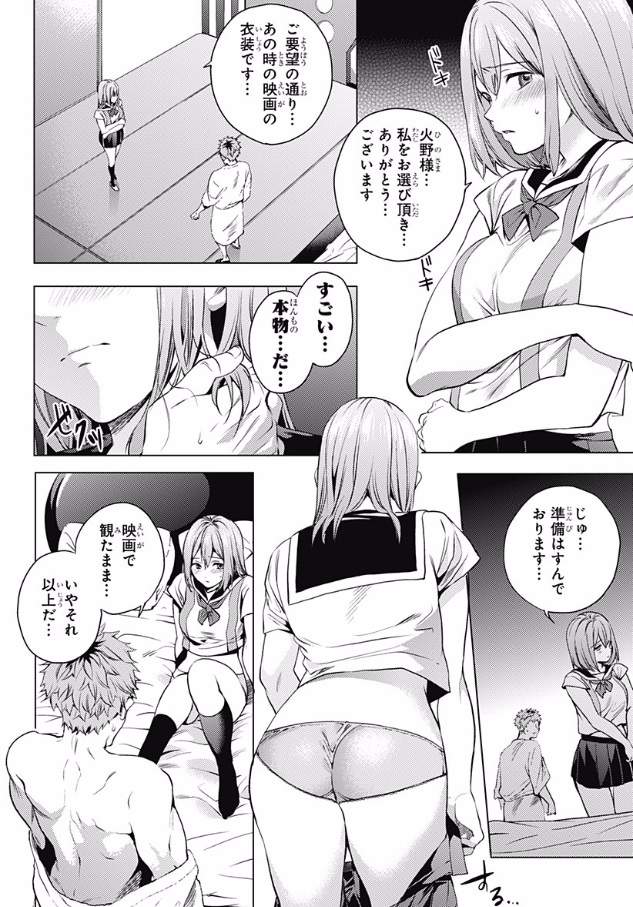 火野様…
私をお選び頂き…
ありがとう…
ございます
ドキ
ドキ
ご要望の通り…
あの時の映画の
衣装です…
すごい…
本物…だ…
ゼクッ
じゅ…
準備はすんで
おります…
する…
映画で
観たまま…
いやそれ
以上だ…